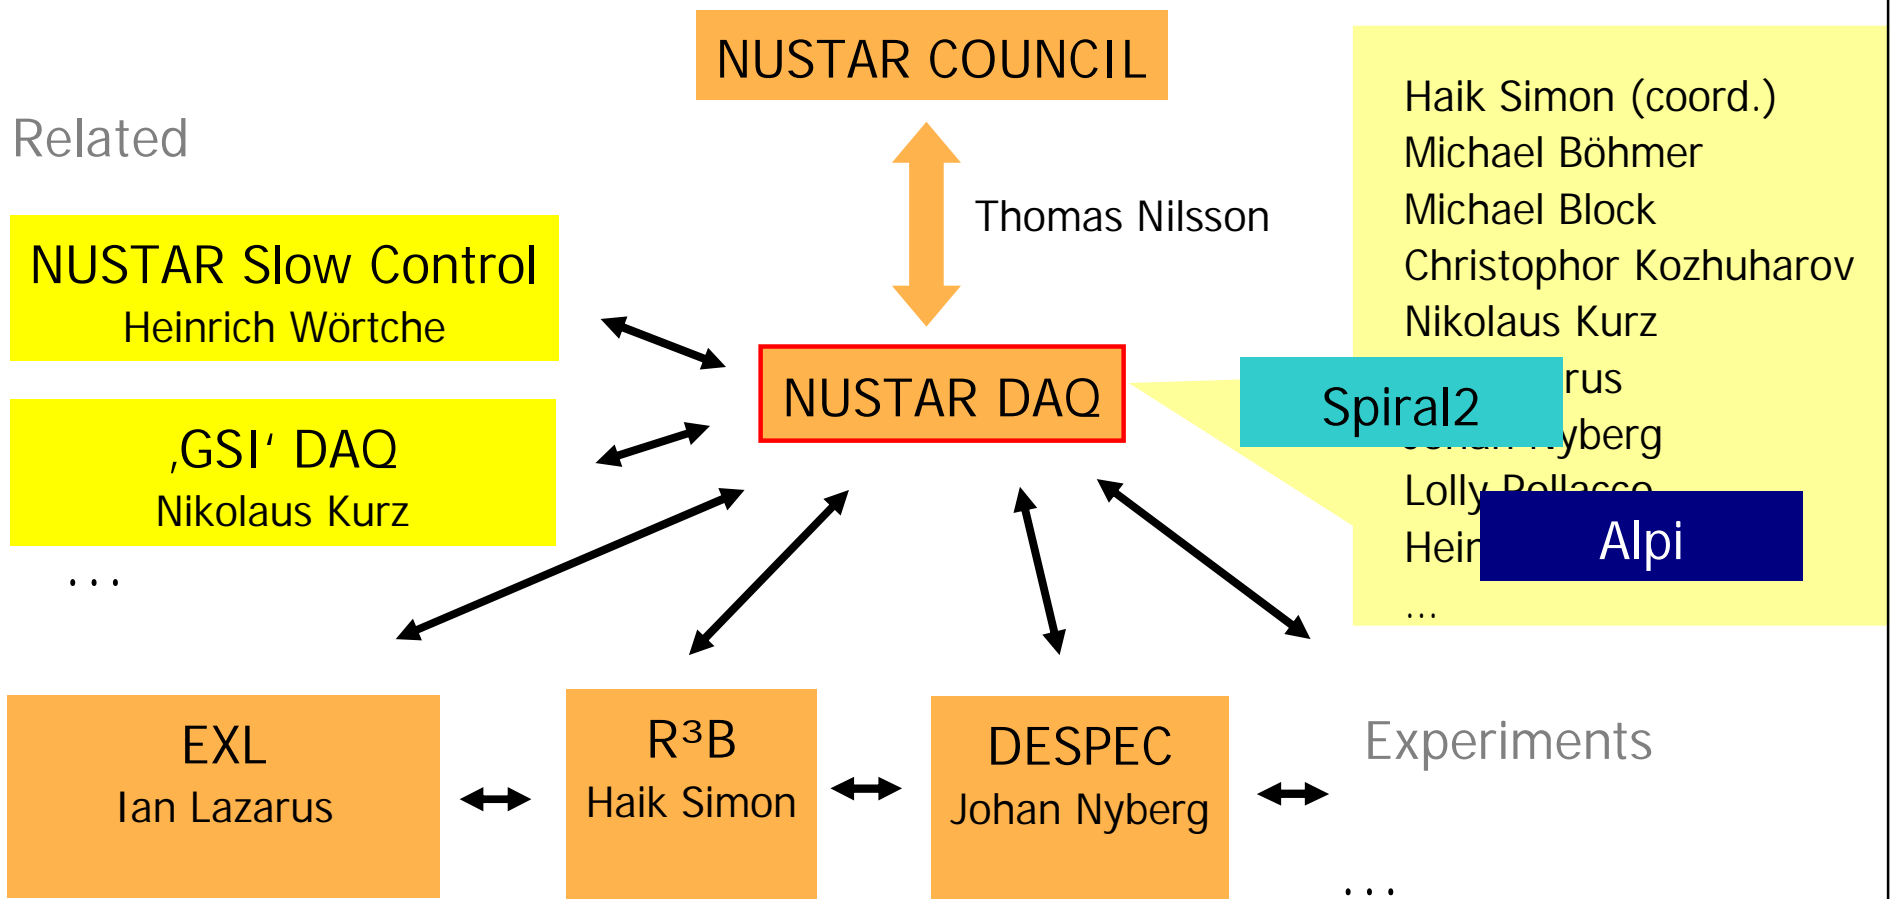 NUSTAR COUNCIL
Related
Thomas Nilsson
NUSTAR Slow Control
Heinrich Wörtche
‚GSI‘ DAQ
Nikolaus Kurz
...
NUSTAR DAQ
Haik Simon (coord.)
Michael Böhmer
Michael Block
Christophor Kozhuharov
Nikolaus Kurz
rus
Spiral2
Nyberg
Lolly
Alpi
...
EXL
Ian Lazarus
R³B
Haik Simon
DESPEC
Johan Nyberg
Experiments
...